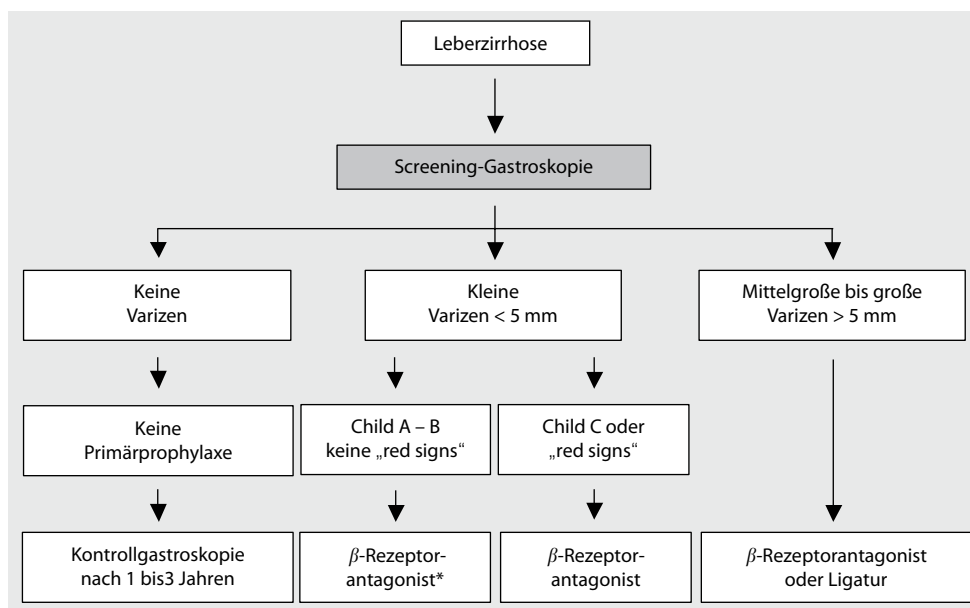 Leberzirrhose
Screening-Gastroskopie
Keine
Varizen
Kleine
Varizen < 5 mm
Mittelgroße bis große
Varizen > 5 mm
Keine
Primärprophylaxe
Child A – B
keine „red signs“
Child C oder
„red signs“
Kontrollgastroskopie
nach 1 bis3 Jahren
β-Rezeptor-
antagonist*
β-Rezeptor-
antagonist
β-Rezeptorantagonist
oder Ligatur